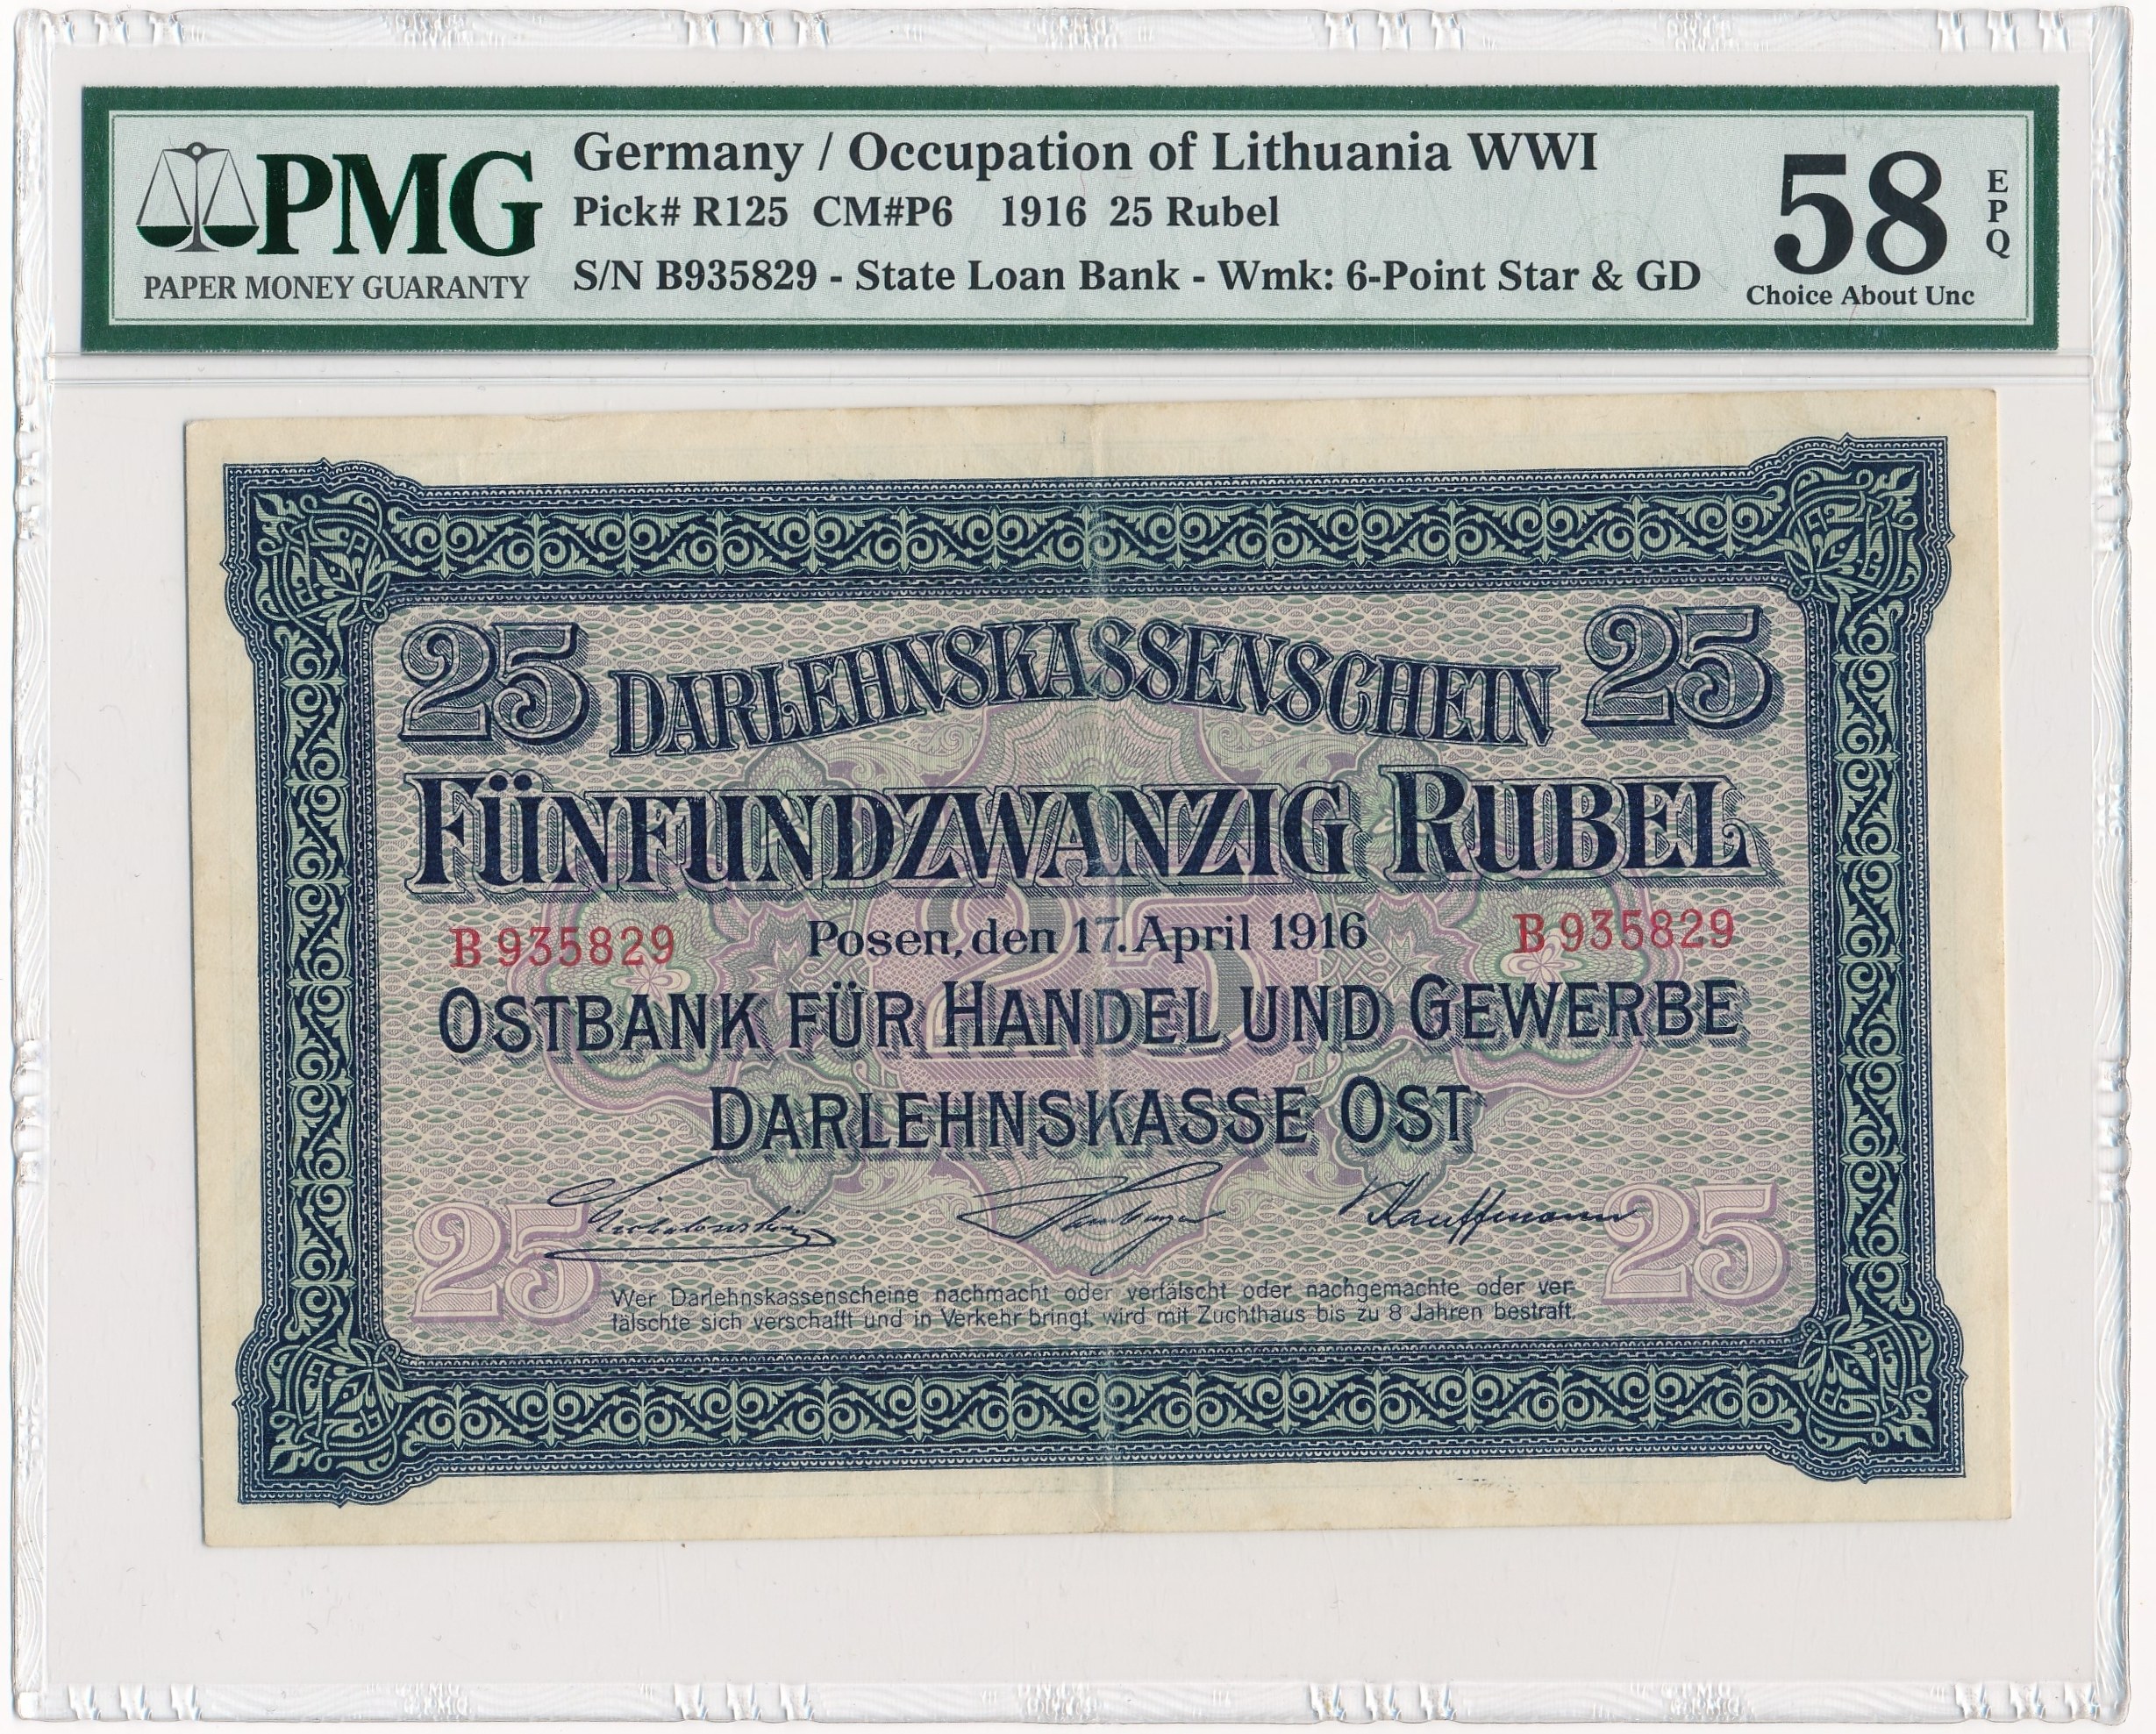 PMG
PAPER MONEY GUARANTY
Germany / Occupation of Lithuania WWI
Pick# R125 CM#P6 1916 25 Rubel
S/N B935829 - State Loan Bank - Wmk: 6-Point Star & GD
58
EPQ
Choice About Unc
25 DARLEHNSKASSENSCHEIN 25
FÜNFUNDZWANZIG RUBEL
B 935829 Posen, den 17. April 1916 B 935829
25
OSTBANK FÜR HANDEL UND GEWERBE
DARLEHNSKASSE OST
Hamburger Kauffmann
25 25
Wer Darlehnskassenscheine nachmacht oder verfälscht oder nachgemachte oder ver-
fälschte sich verschafft und in Verkehr bringt, wird mit Zuchthaus bis zu 8 Jahren bestraft.